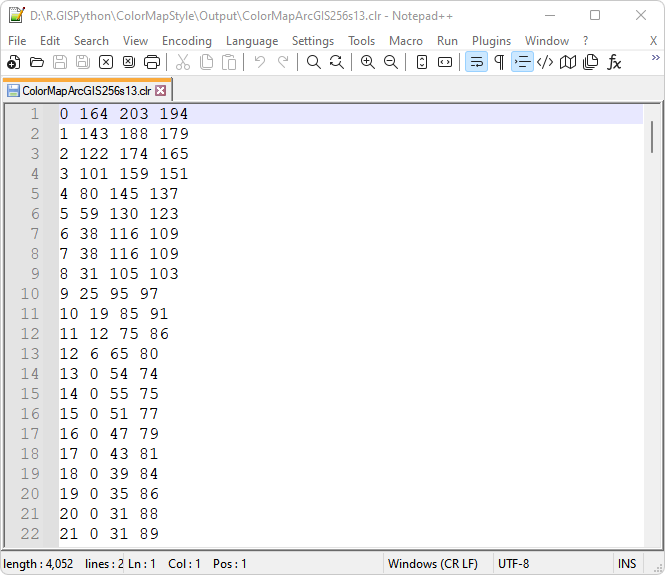 D:\R.GISPython\ColorMapStyle\Output\ColorMapArcGIS256s13.clr - Notepad++
File Edit Search View Encoding Language Settings Tools Macro Run Plugins Window ? X
ColorMapArcGIS256s13.clr
1 0 164 203 194
2 1 143 188 179
3 2 122 174 165
4 3 101 159 151
5 4 80 145 137
6 5 59 130 123
7 6 38 116 109
8 7 38 116 109
9 8 31 105 103
10 9 25 95 97
11 10 19 85 91
12 11 12 75 86
13 12 6 65 80
14 13 0 54 74
15 14 0 55 75
16 15 0 51 77
17 16 0 47 79
18 17 0 43 81
19 18 0 39 84
20 19 0 35 86
21 20 0 31 88
22 21 0 31 89
length : 4,052 lines : 2 Ln : 1 Col : 1 Pos : 1 Windows (CR LF) UTF-8 INS